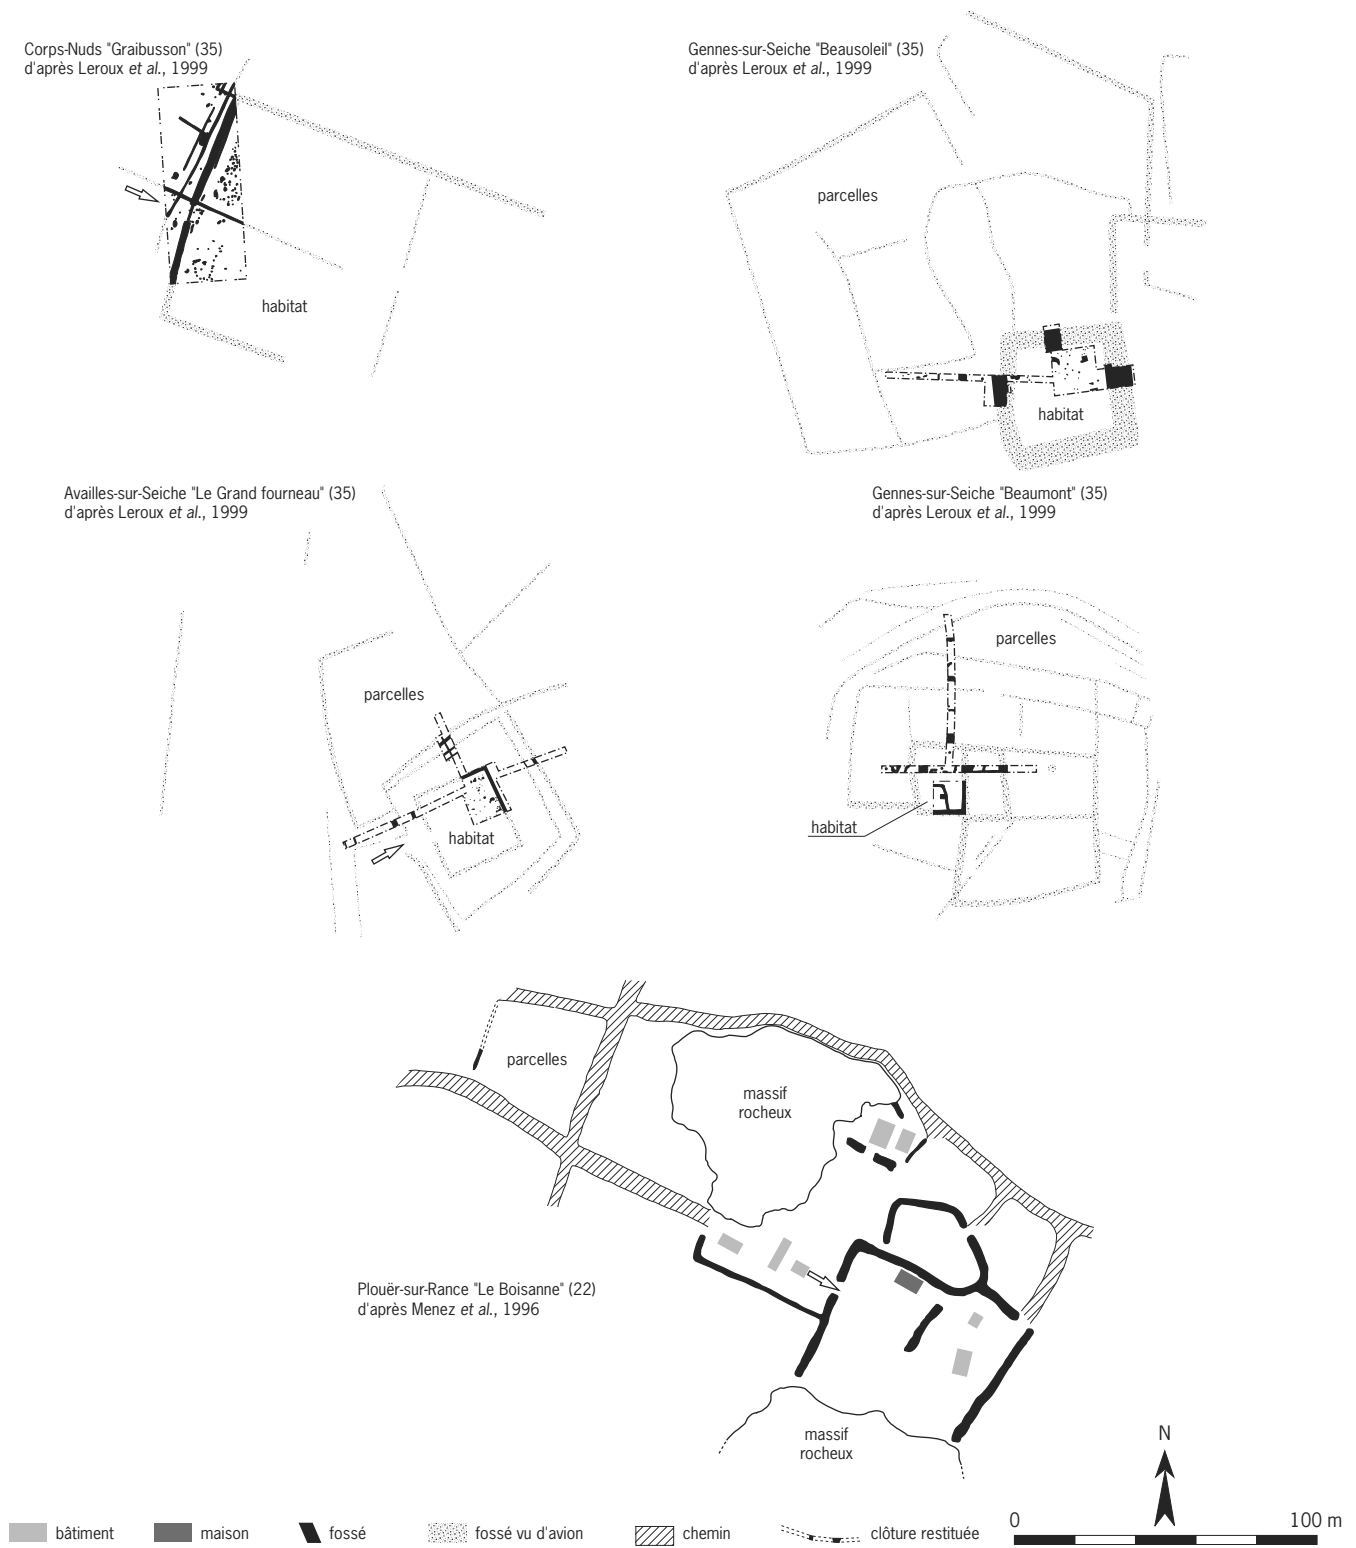 Corps-Nuds "Graibusson" (35)
d'après Leroux et al., 1999
habitat
Gennes-sur-Seiche "Beausoleil" (35)
d'après Leroux et al., 1999
parcelles
habitat
Availles-sur-Seiche "Le Grand fourneau" (35)
d'après Leroux et al., 1999
parcelles
habitat
Gennes-sur-Seiche "Beaumont" (35)
d'après Leroux et al., 1999
parcelles
habitat
parcelles
massif
rocheux
Plouër-sur-Rance "Le Boisanne" (22)
d'après Menez et al., 1996
massif
rocheux
N
bâtiment
maison
fossé
fossé vu d'avion
chemin
clôture restituée
0 100 m